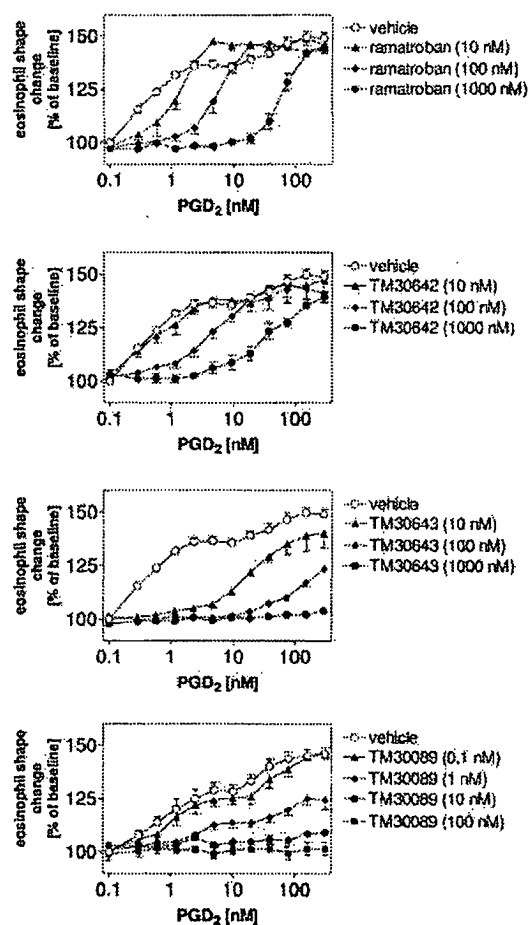 eosinophil shape
change
[% of baseline]
150
125
100
0.1
1
10
100
PGD2 [nM]
vehicle
ramatroban (10 nM)
ramatroban (100 nM)
ramatroban (1000 nM)
eosinophil shape
change
[% of baseline]
150
125
100
0.1
1
10
100
PGD2 [nM]
vehicle
TM30642 (10 nM)
TM30642 (100 nM)
TM30642 (1000 nM)
eosinophil shape
change
[% of baseline]
150
125
100
0.1
1
10
100
PGD2 [nM]
vehicle
TM30643 (10 nM)
TM30643 (100 nM)
TM30643 (1000 nM)
eosinophil shape
change
[% of baseline]
150
125
100
0.1
1
10
100
PGD2 [nM]
vehicle
TM30089 (0.1 nM)
TM30089 (1 nM)
TM30089 (10 nM)
TM30089 (100 nM)